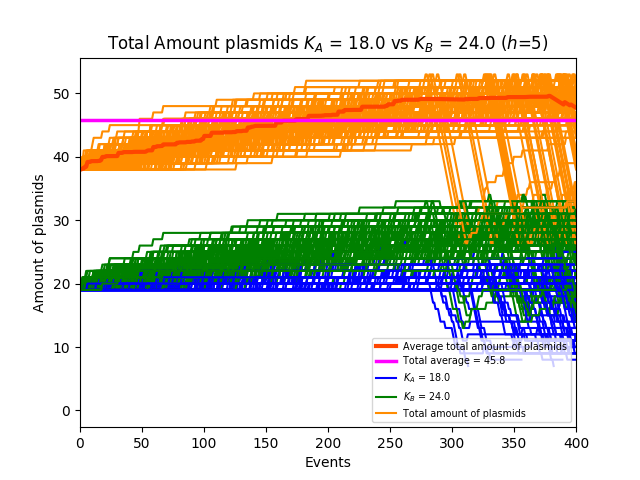 Total Amount plasmids K_A = 18.0 vs K_B = 24.0 (h=5)
Amount of plasmids
50
40
30
20
10
0
Average total amount of plasmids
Total average = 45.8
K_A = 18.0
K_B = 24.0
Total amount of plasmids
0 50 100 150 200 250 300 350 400
Events